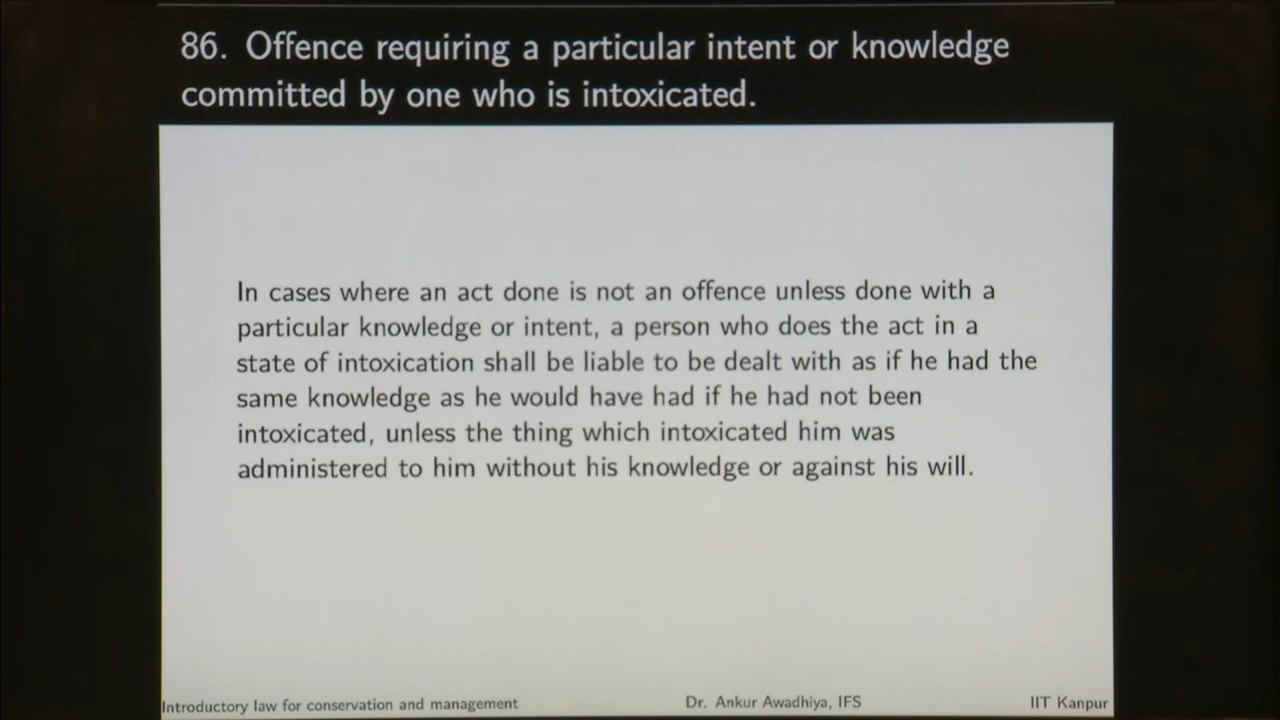 86. Offence requiring a particular intent or knowledge
committed by one who is intoxicated.
In cases where an act done is not an offence unless done with a
particular knowledge or intent, a person who does the act in a
state of intoxication shall be liable to be dealt with as if he had the
same knowledge as he would have had if he had not been
intoxicated, unless the thing which intoxicated him was
administered to him without his knowledge or against his will.
Introductory law for conservation and management Dr. Ankur Awadhiya, IFS IIT Kanpur